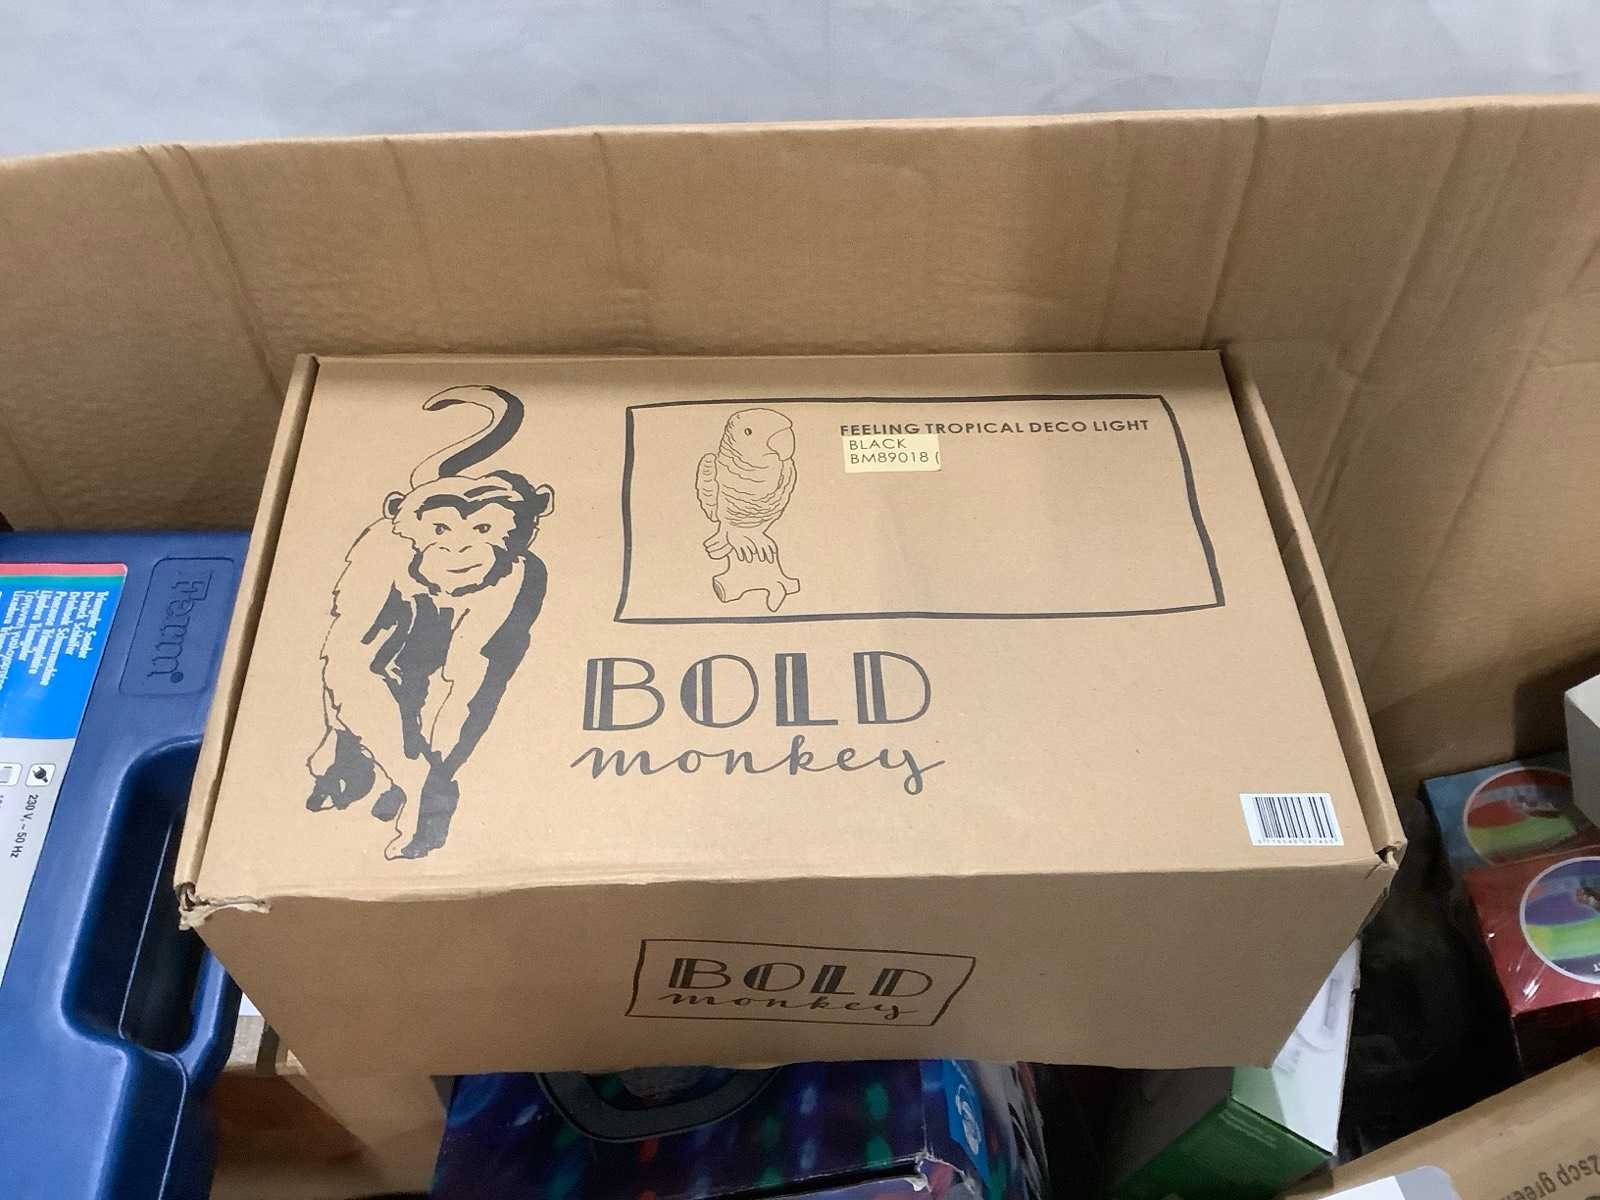 FEELING TROPICAL DECO LIGHT
BLACK
BM89018 (
BOLD
monkey
BOLD
monkey
Ferm
230 V, ~ 50 Hz